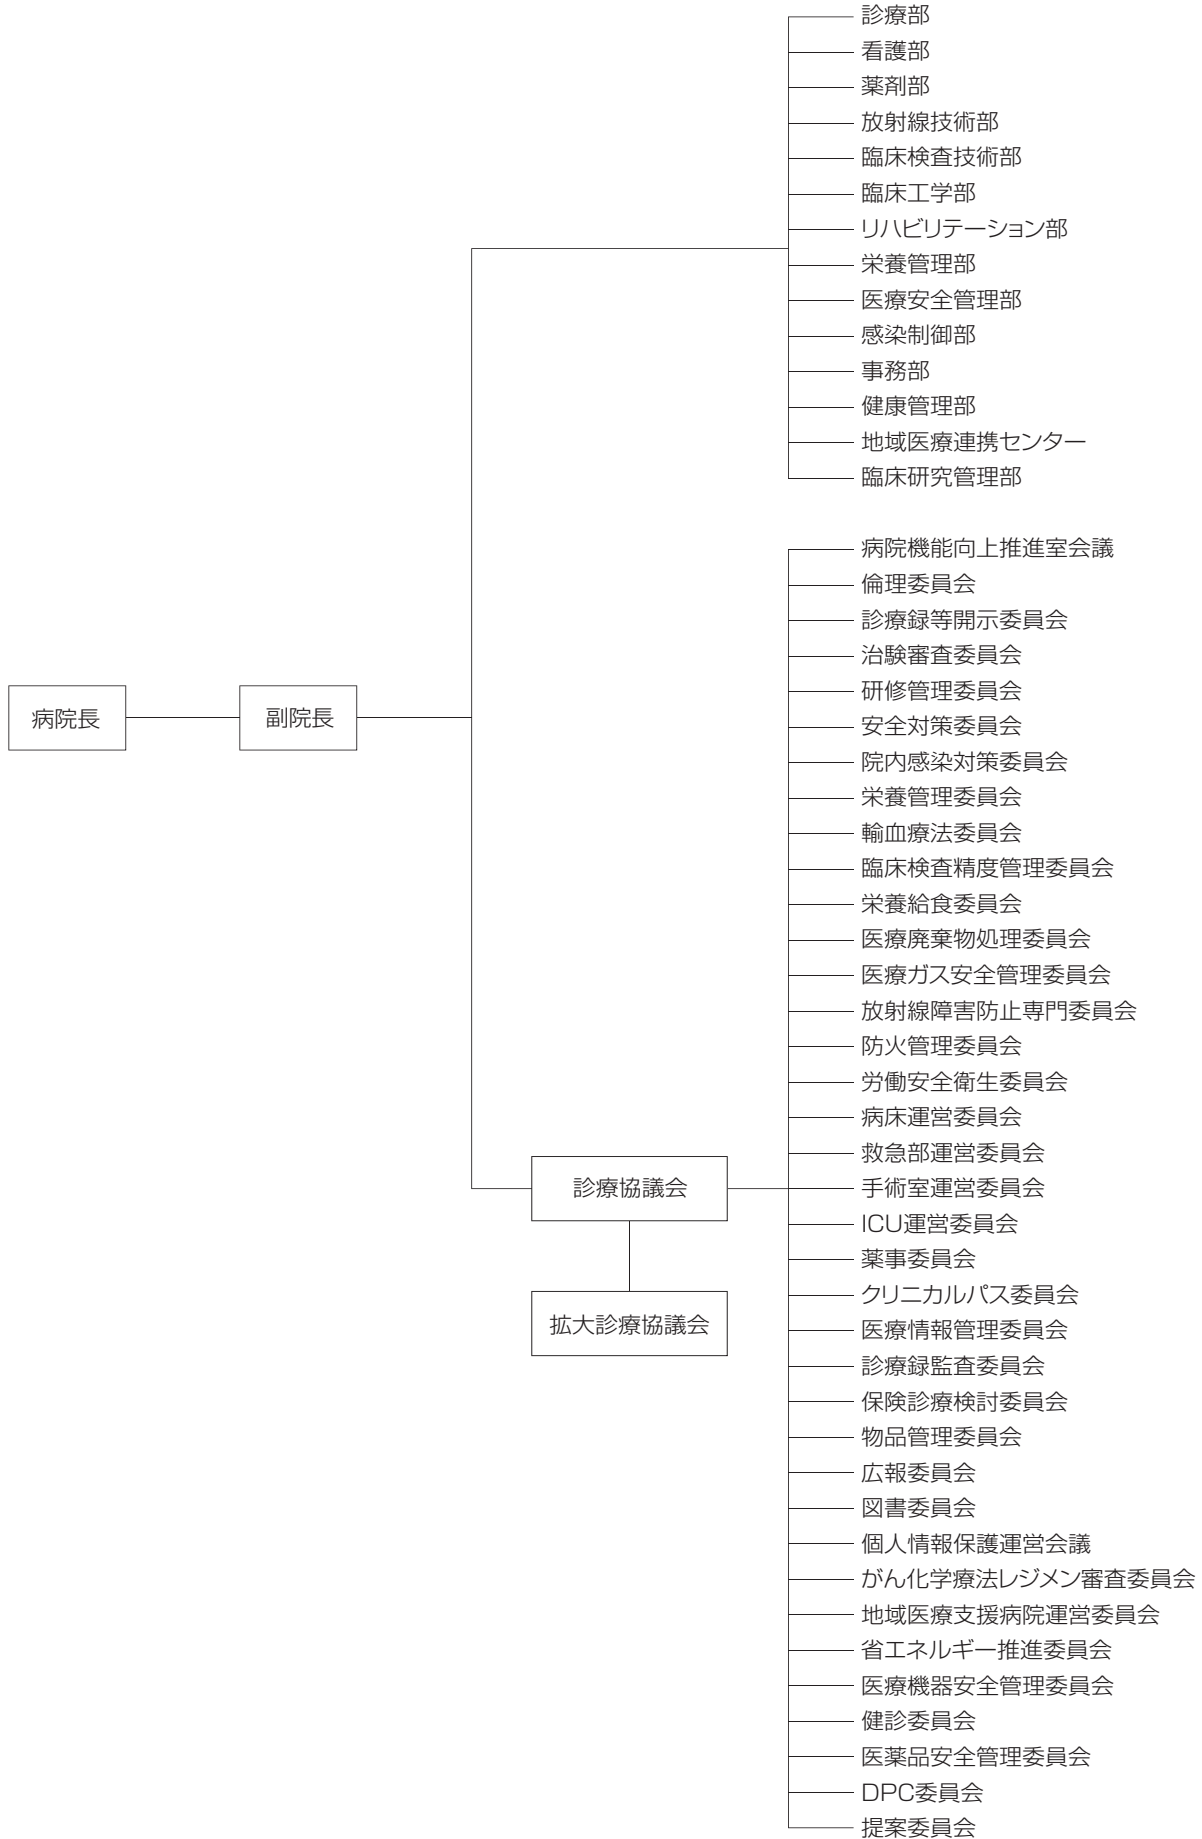 診療部
看護部
薬剤部
放射線技術部
臨床検査技術部
臨床工学部
リハビリテーション部
栄養管理部
医療安全管理部
感染制御部
事務部
健康管理部
地域医療連携センター
臨床研究管理部
病院長
副院長
診療協議会
拡大診療協議会
病院機能向上推進室会議
倫理委員会
診療録等開示委員会
治験審査委員会
研修管理委員会
安全対策委員会
院内感染対策委員会
栄養管理委員会
輸血療法委員会
臨床検査精度管理委員会
栄養給食委員会
医療廃棄物処理委員会
医療ガス安全管理委員会
放射線障害防止専門委員会
防火管理委員会
労働安全衛生委員会
病床運営委員会
救急部運営委員会
手術室運営委員会
ICU運営委員会
薬事委員会
クリニカルパス委員会
医療情報管理委員会
診療録監査委員会
保険診療検討委員会
物品管理委員会
広報委員会
図書委員会
個人情報保護運営会議
がん化学療法レジメン審査委員会
地域医療支援病院運営委員会
省エネルギー推進委員会
医療機器安全管理委員会
健診委員会
医薬品安全管理委員会
DPC委員会
提案委員会